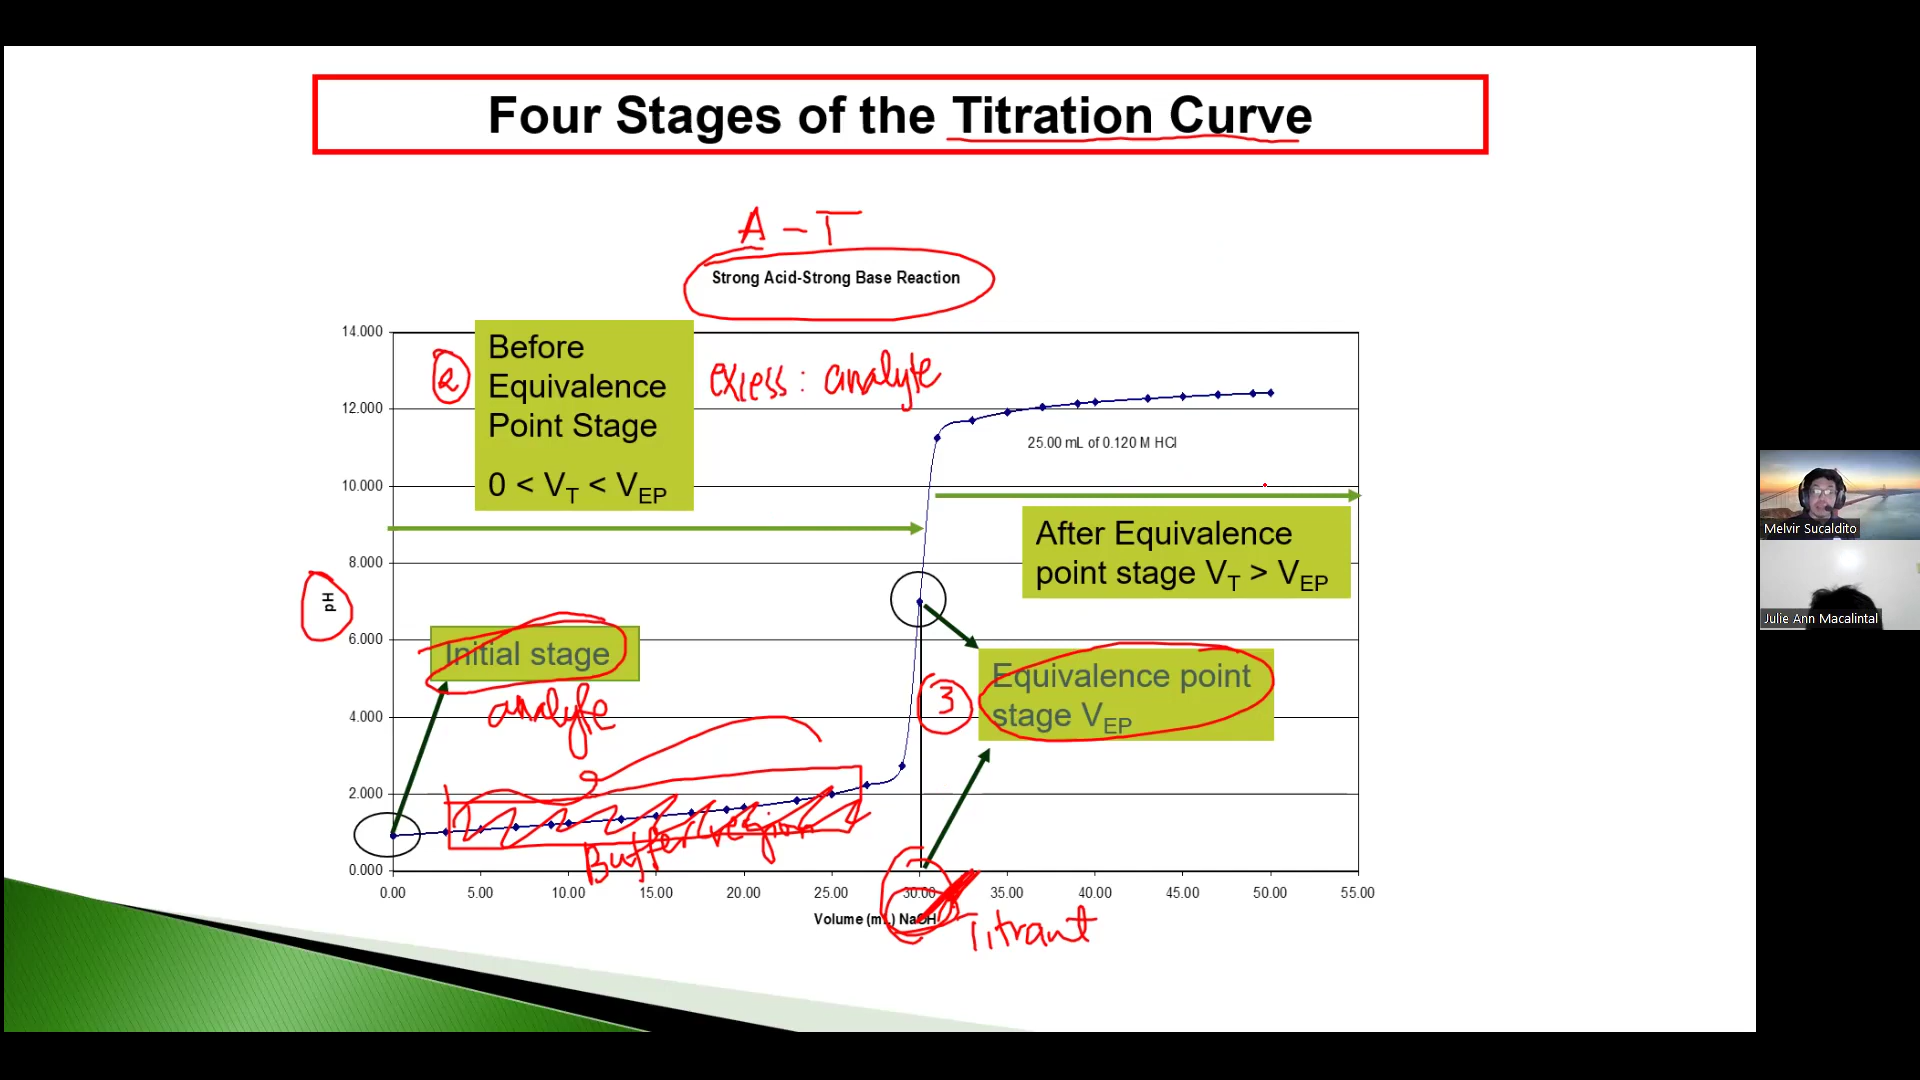 Four Stages of the Titration Curve
A - T
Strong Acid-Strong Base Reaction
14.000
12.000
10.000
8.000
6.000
4.000
2.000
0.000
pH
2
Before
Equivalence
Point Stage
0 < VT < VEP
excess: analyte
25.00 mL of 0.120 M HCl
After Equivalence
point stage VT > VEP
Initial stage
analyte
3
Equivalence point
stage VEP
Buffer region
0.00 5.00 10.00 15.00 20.00 25.00 30.00 35.00 40.00 45.00 50.00 55.00
Volume (mL) NaOH
Titrant
Melvir Sucaldito
Julie Ann Macalintal